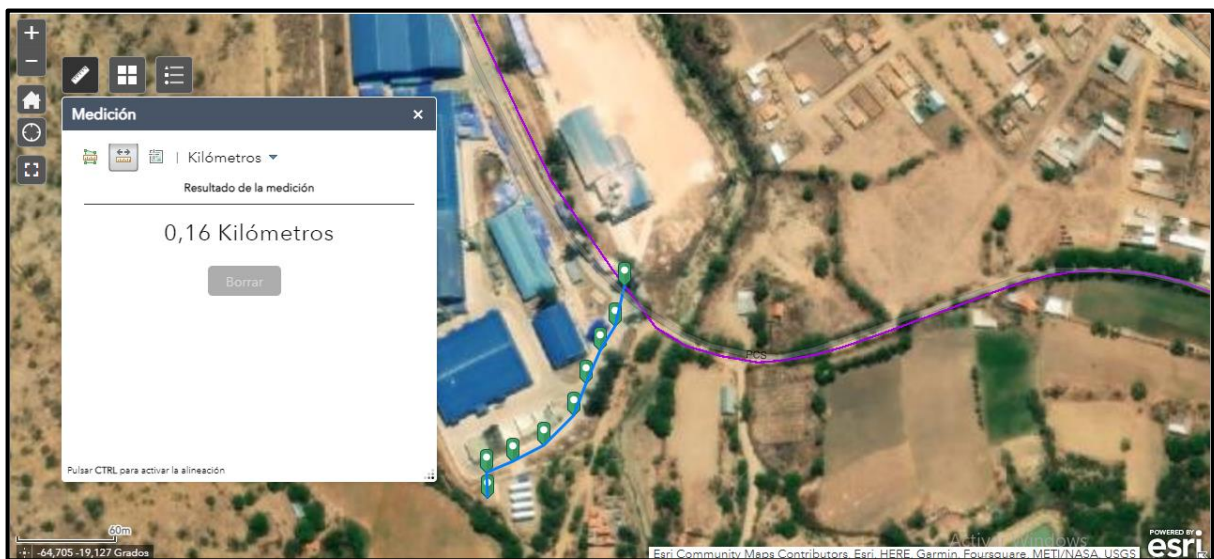 +
−
Medición ×
| Kilómetros
Resultado de la medición
0,16 Kilómetros
Borrar
Pulsar CTRL para activar la alineación
PCS
60m
-64,705 -19,127 Grados
Activar Windows
Esri Community Maps Contributors, Esri, HERE, Garmin, Foursquare, METI/NASA, USGS
POWERED BY
esri